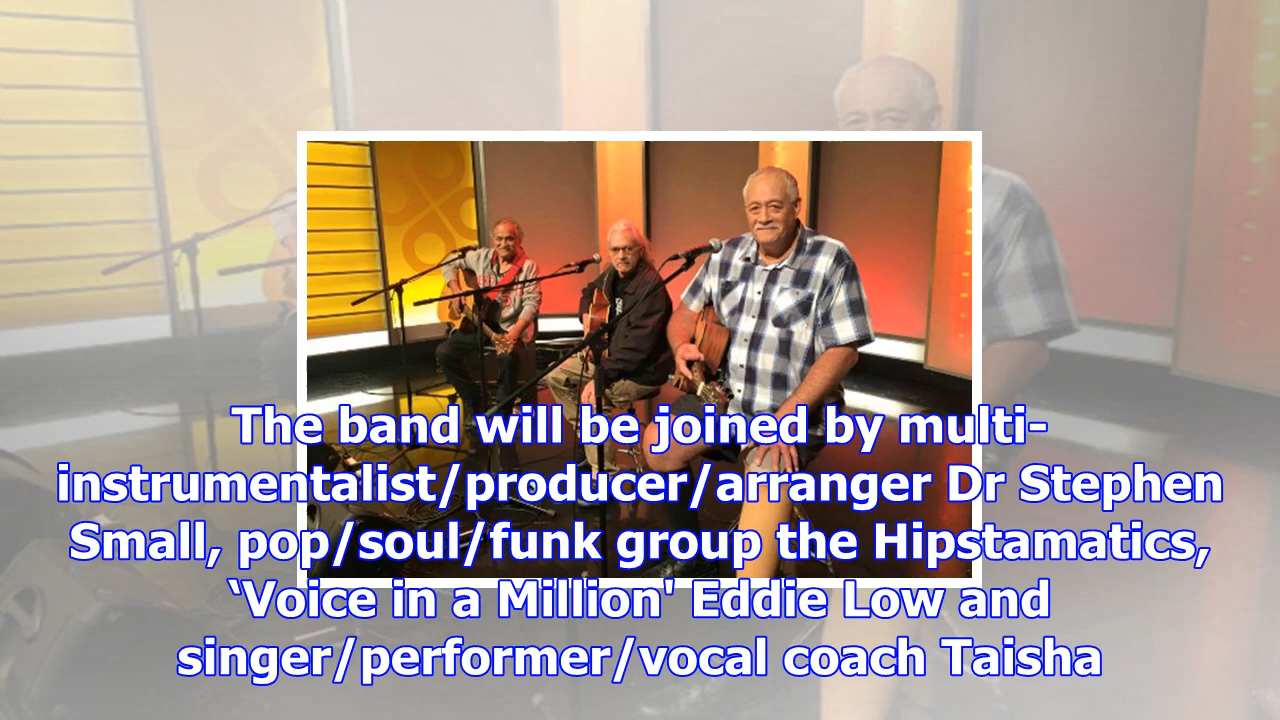 The band will be joined by multi-
instrumentalist/producer/arranger Dr Stephen
Small, pop/soul/funk group the Hipstamatics,
‘Voice in a Million' Eddie Low and
singer/performer/vocal coach Taisha